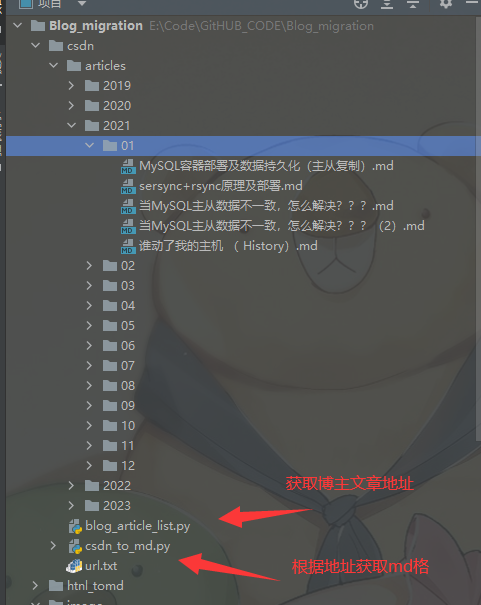 项目
Blog_migration E:\Code\GitHUB_CODE\Blog_migration
csdn
articles
2019
2020
2021
01
MySQL容器部署及数据持久化（主从复制）.md
sersync+rsync原理及部署.md
当MySQL主从数据不一致，怎么解决？？？.md
当MySQL主从数据不一致，怎么解决？？？（2）.md
谁动了我的主机 （ History）.md
02
03
04
05
06
07
08
09
10
11
12
2022
获取博主文章地址
2023
blog_article_list.py
csdn_to_md.py
根据地址获取md格
url.txt
htnl_tomd
image